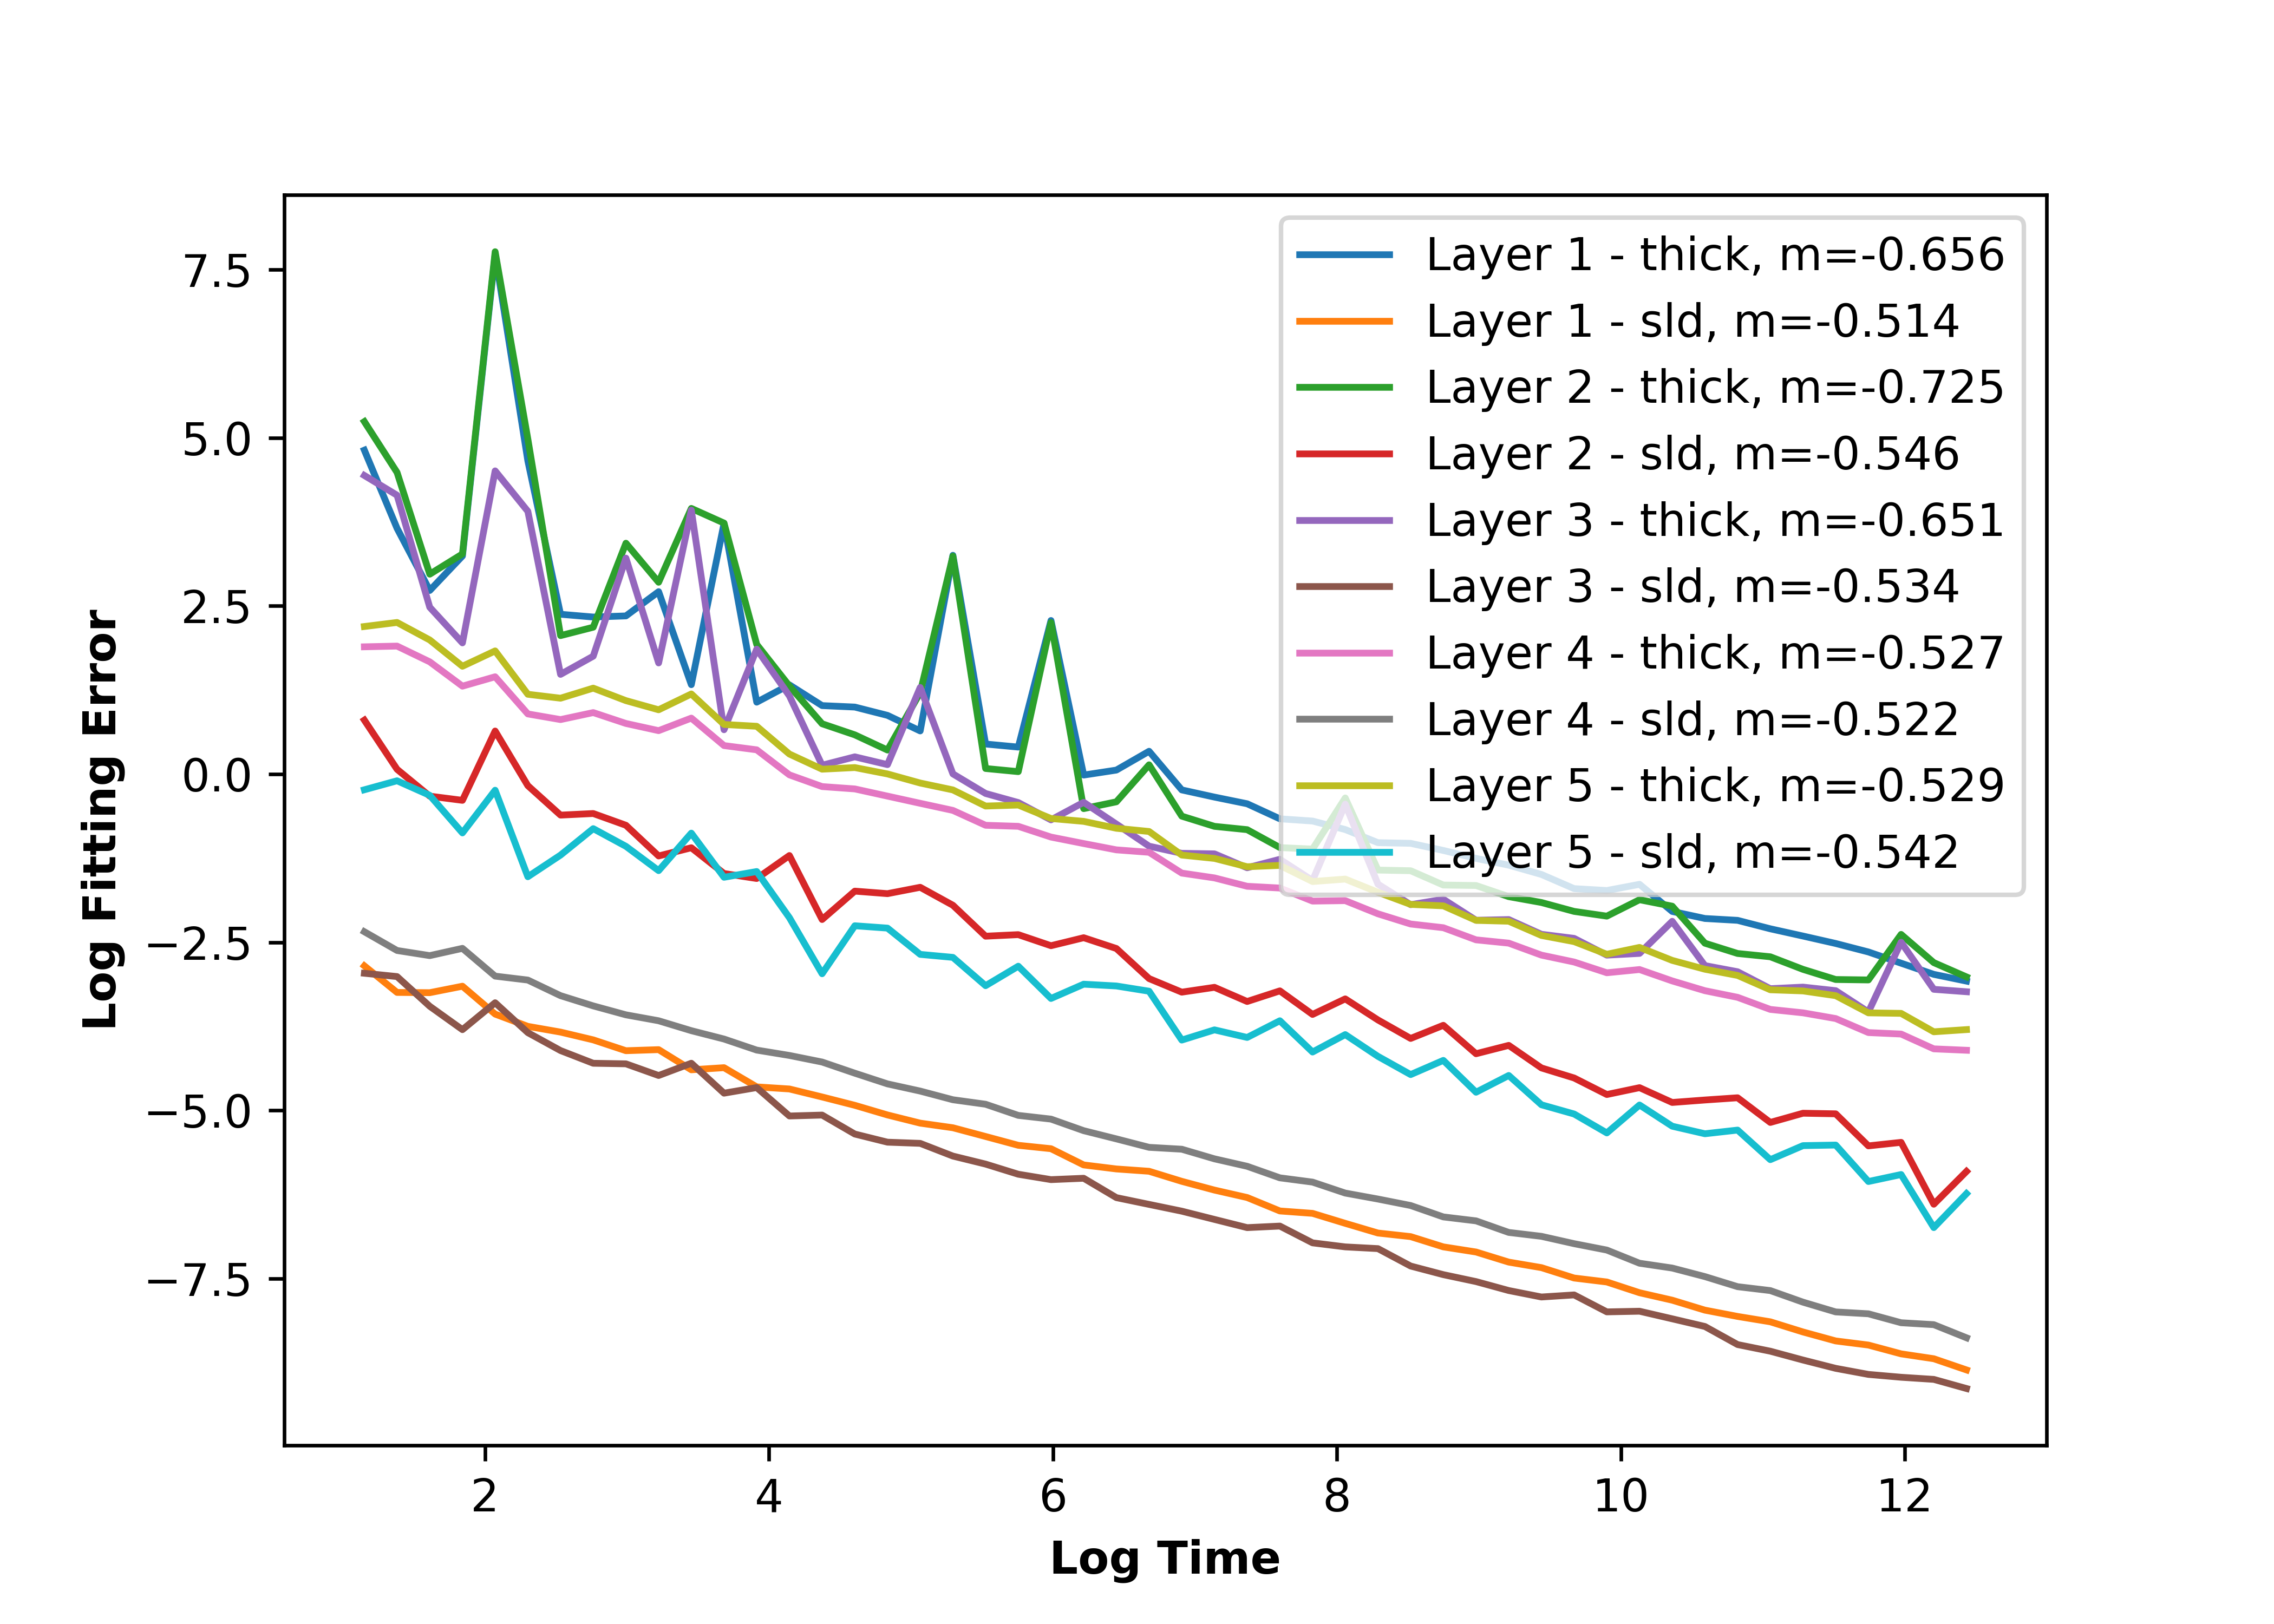 7.5
5.0
2.5
0.0
−2.5
−5.0
−7.5
Log Fitting Error
Layer 1 - thick, m=-0.656
Layer 1 - sld, m=-0.514
Layer 2 - thick, m=-0.725
Layer 2 - sld, m=-0.546
Layer 3 - thick, m=-0.651
Layer 3 - sld, m=-0.534
Layer 4 - thick, m=-0.527
Layer 4 - sld, m=-0.522
Layer 5 - thick, m=-0.529
Layer 5 - sld, m=-0.542
2 4 6 8 10 12
Log Time